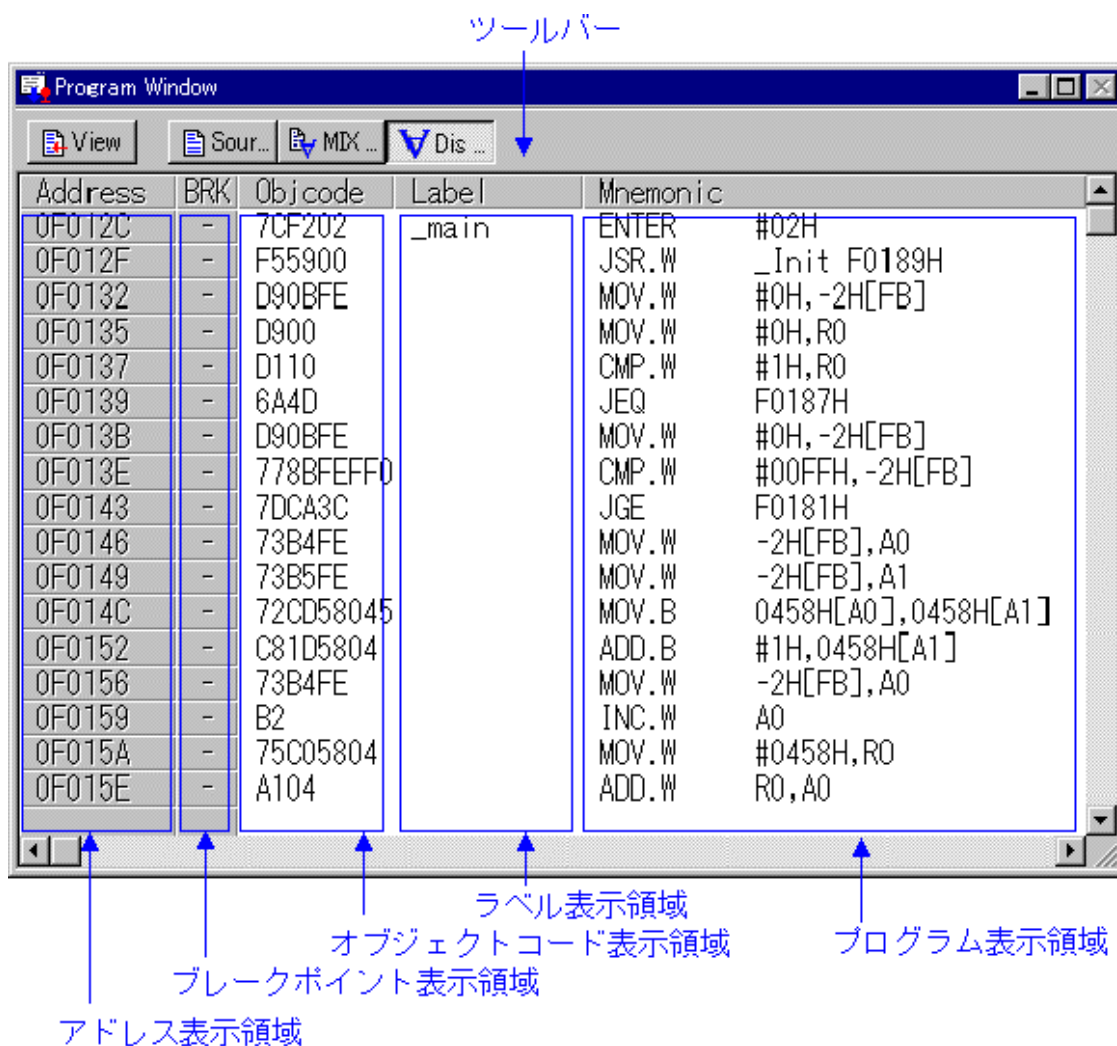 ツールバー
Program Window
View Sour... MIX ... Dis ...
Address BRK Objcode Label Mnemonic
0F012C - 7CF202 _main ENTER #02H
0F012F - F55900 JSR.W _Init F0189H
0F0132 - D90BFE MOV.W #0H,-2H[FB]
0F0135 - D900 MOV.W #0H,R0
0F0137 - D110 CMP.W #1H,R0
0F0139 - 6A4D JEQ F0187H
0F013B - D90BFE MOV.W #0H,-2H[FB]
0F013E - 778BFEFF0 CMP.W #00FFH,-2H[FB]
0F0143 - 7DCA3C JGE F0181H
0F0146 - 73B4FE MOV.W -2H[FB],A0
0F0149 - 73B5FE MOV.W -2H[FB],A1
0F014C - 72CD58045 MOV.B 0458H[A0],0458H[A1]
0F0152 - C81D5804 ADD.B #1H,0458H[A1]
0F0156 - 73B4FE MOV.W -2H[FB],A0
0F0159 - B2 INC.W A0
0F015A - 75C05804 MOV.W #0458H,R0
0F015E - A104 ADD.W R0,A0
ラベル表示領域
オブジェクトコード表示領域 プログラム表示領域
ブレークポイント表示領域
アドレス表示領域